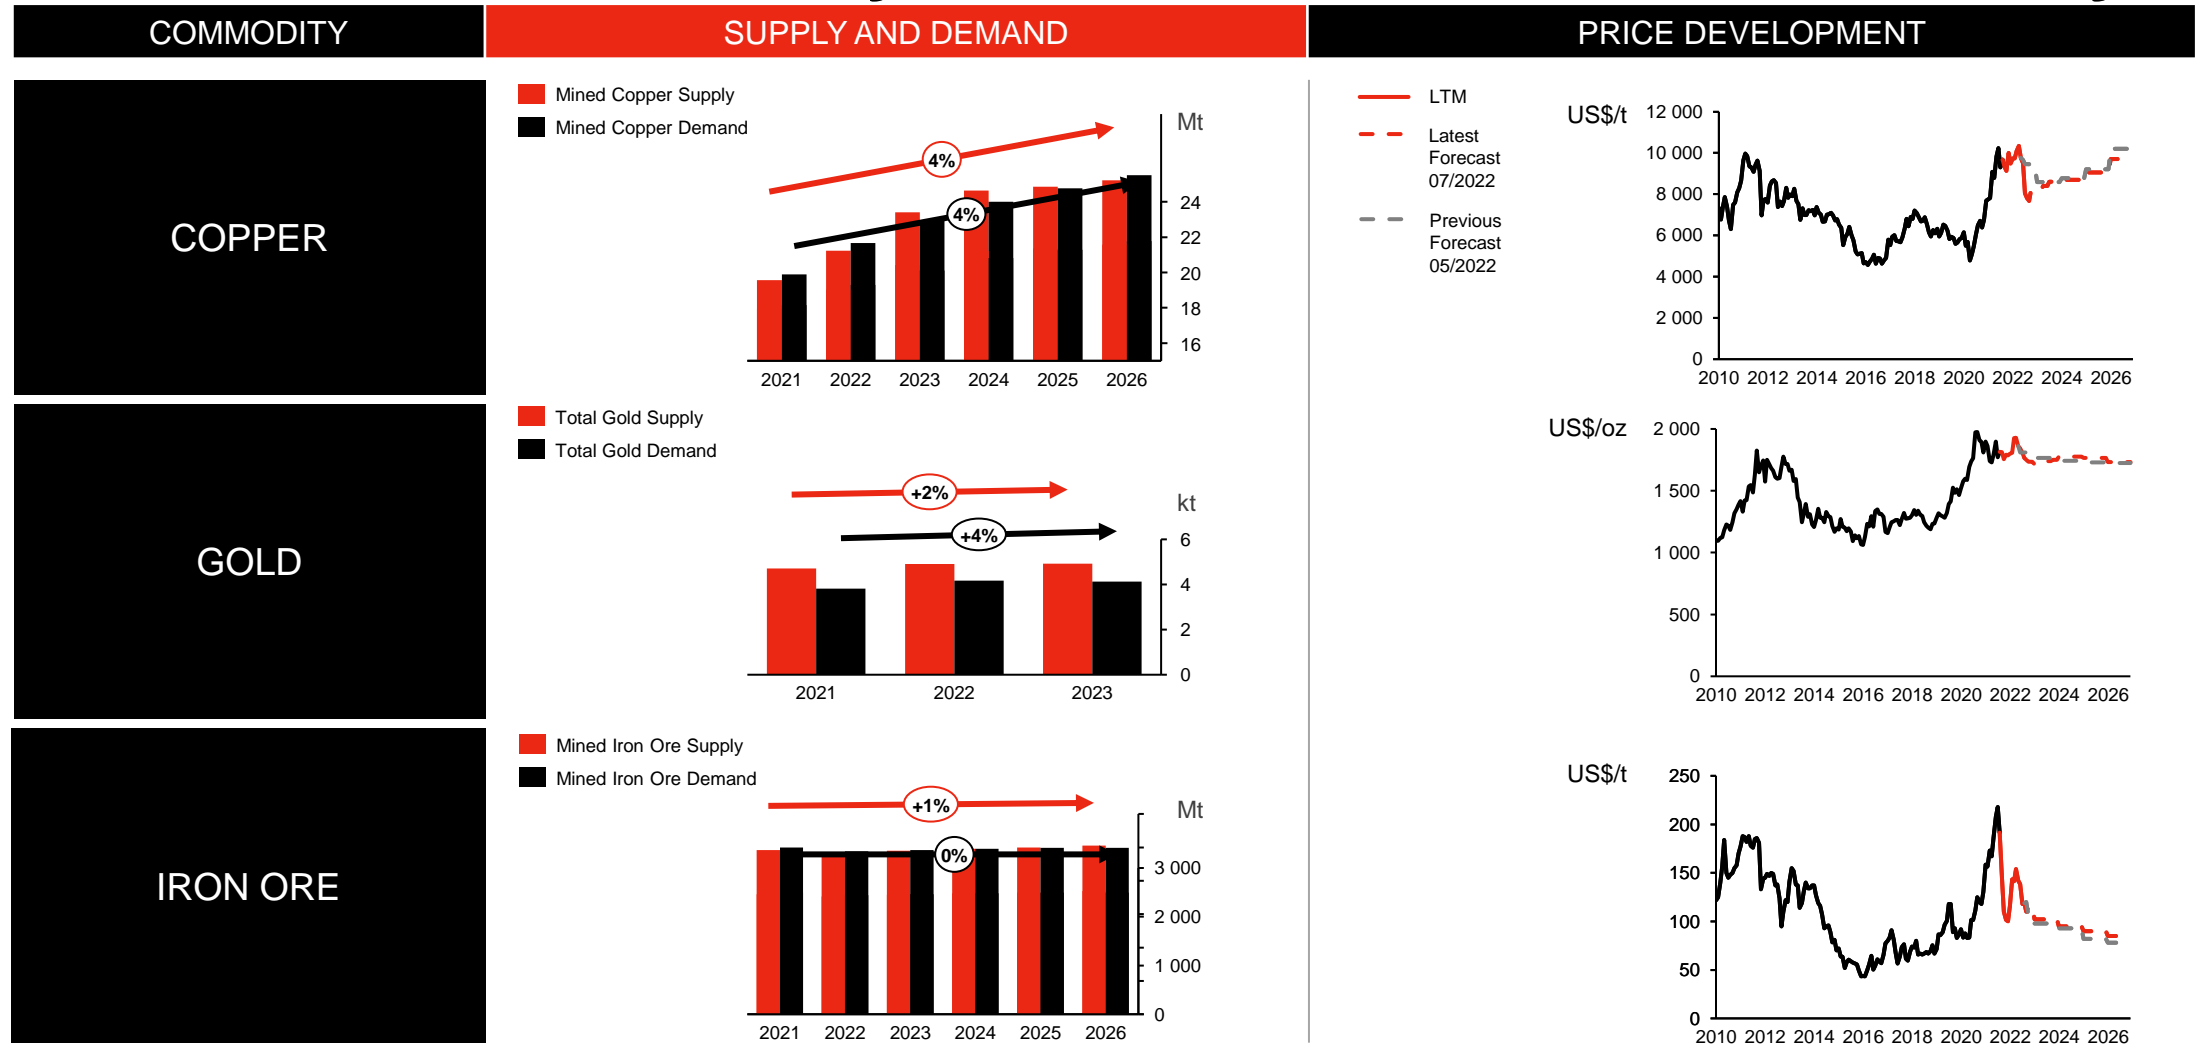 COMMODITY
SUPPLY AND DEMAND
PRICE DEVELOPMENT
COPPER
Mined Copper Supply
Mined Copper Demand
4%
4%
Mt
24
22
20
18
16
2021 2022 2023 2024 2025 2026
LTM
Latest
Forecast
07/2022
Previous
Forecast
05/2022
US$/t
12 000
10 000
8 000
6 000
4 000
2 000
0
2010 2012 2014 2016 2018 2020 2022 2024 2026
GOLD
Total Gold Supply
Total Gold Demand
+2%
+4%
kt
6
4
2
0
2021 2022 2023
US$/oz
2 000
1 500
1 000
500
0
2010 2012 2014 2016 2018 2020 2022 2024 2026
IRON ORE
Mined Iron Ore Supply
Mined Iron Ore Demand
+1%
0%
Mt
3 000
2 000
1 000
0
2021 2022 2023 2024 2025 2026
US$/t
250
200
150
100
50
0
2010 2012 2014 2016 2018 2020 2022 2024 2026